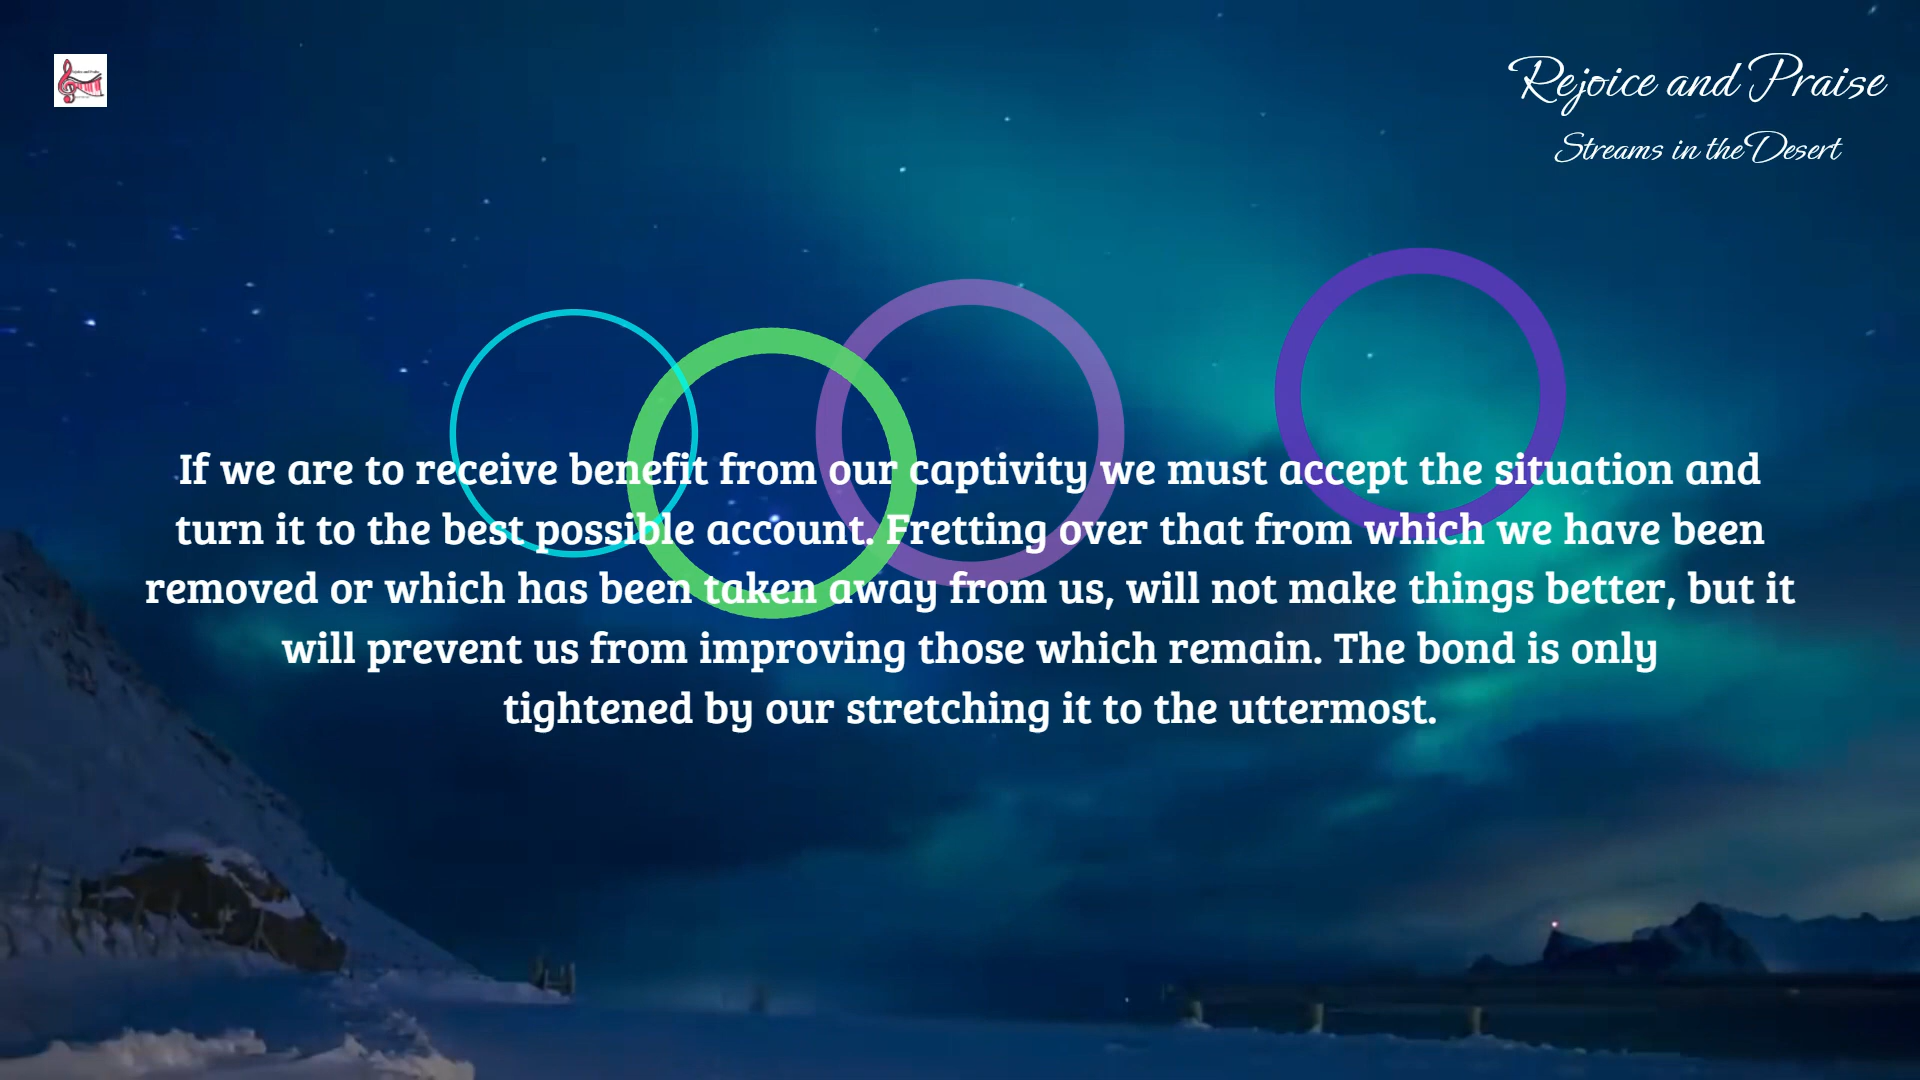 Rejoice and Praise
Streams in the Desert
If we are to receive benefit from our captivity we must accept the situation and
turn it to the best possible account. Fretting over that from which we have been
removed or which has been taken away from us, will not make things better, but it
will prevent us from improving those which remain. The bond is only
tightened by our stretching it to the uttermost.